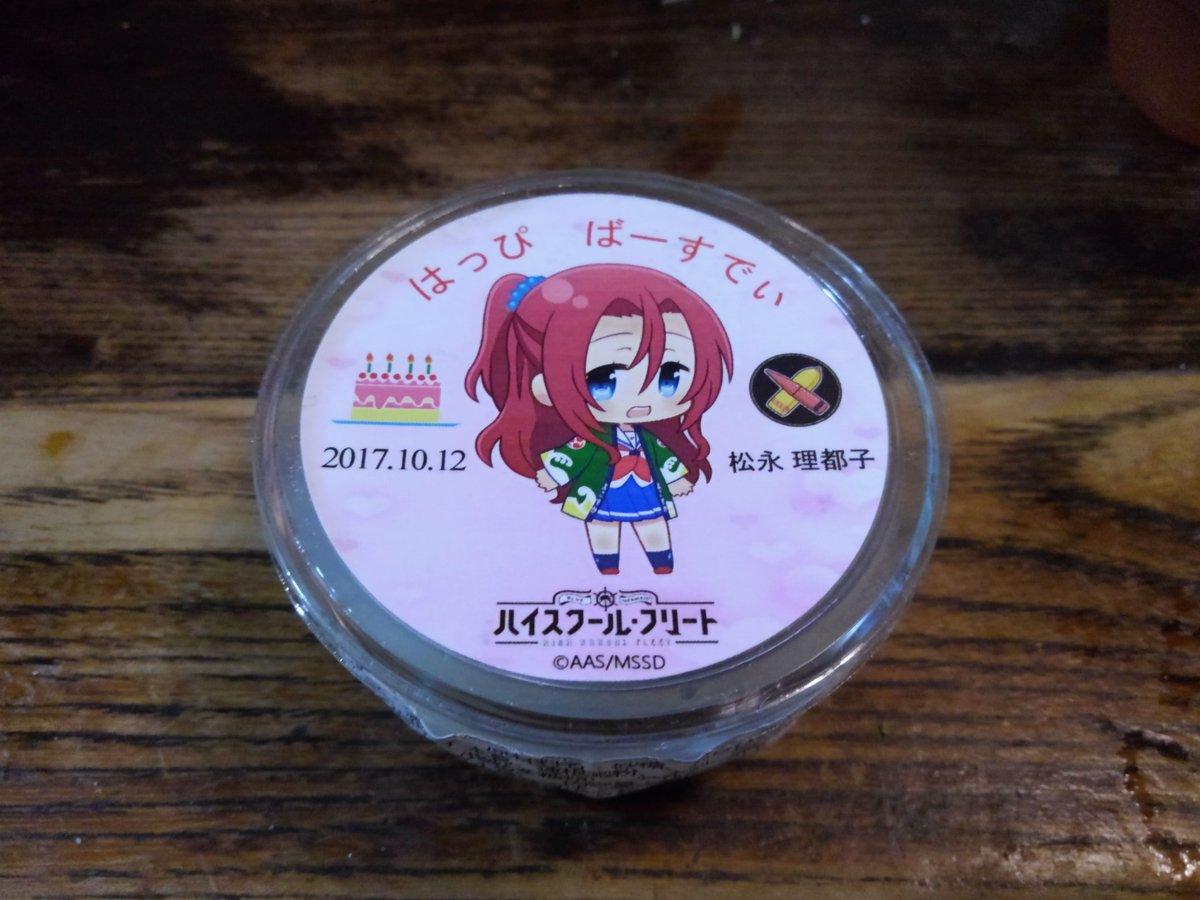 はっぴ ばーすでぃ
2017.10.12
松永 理都子
ハイスクール・フリート
©AAS/MSSD